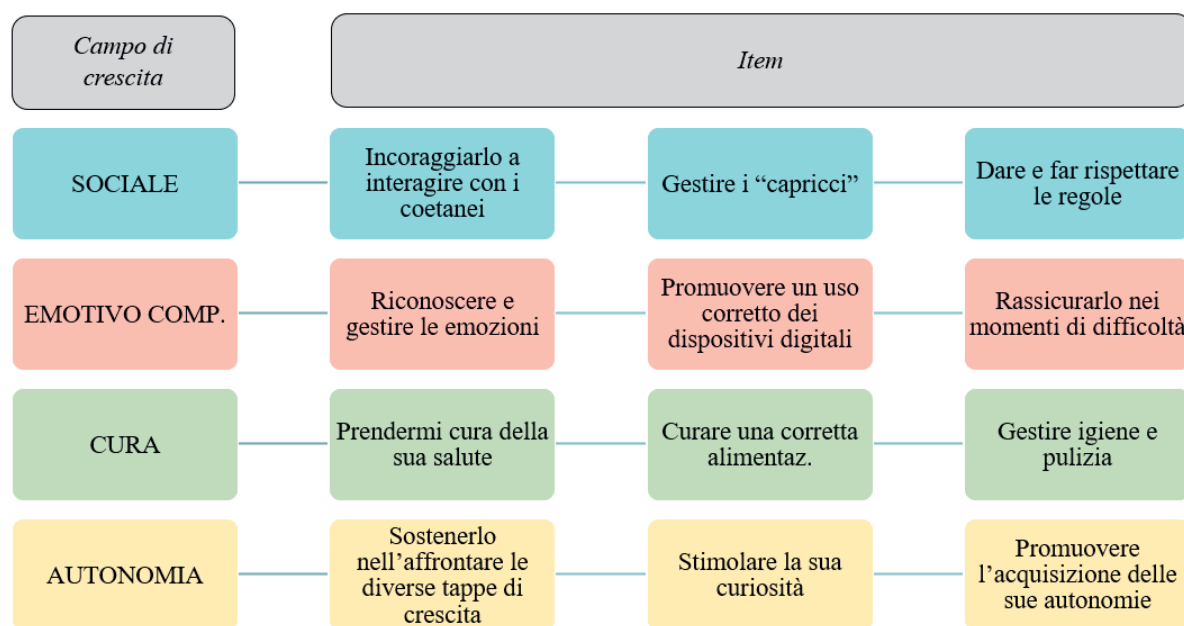 Campo di
crescita
Item
SOCIALE
Incoraggiarlo a
interagire con i
coetanei
Gestire i “capricci”
Dare e far rispettare
le regole
EMOTIVO COMP.
Riconoscere e
gestire le emozioni
Promuovere un uso
corretto dei
dispositivi digitali
Rassicurarlo nei
momenti di difficoltà
CURA
Prendermi cura della
sua salute
Curare una corretta
alimentaz.
Gestire igiene e
pulizia
AUTONOMIA
Sostenerlo
nell’affrontare le
diverse tappe di
crescita
Stimolare la sua
curiosità
Promuovere
l’acquisizione delle
sue autonomie